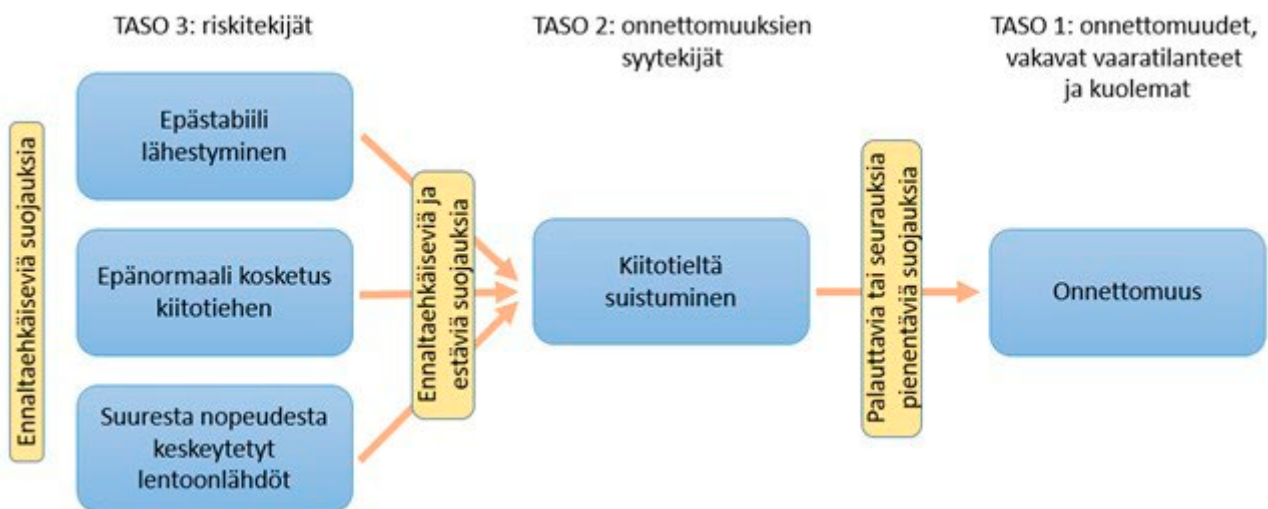 TASO 3: riskitekijät
TASO 2: onnettomuuksien
syytekijät
TASO 1: onnettomuudet,
vakavat vaaratilanteet
ja kuolemat
Ennaltaehkäiseviä suojauksia
Epästabiili
lähestyminen
Epänormaali kosketus
kiitotiehen
Suuresta nopeudesta
keskeytetyt
lentoonlähdöt
Ennaltaehkäiseviä ja
estäviä suojauksia
Kiitotieltä
suistuminen
Palauttavia tai seurauksia
pienentäviä suojauksia
Onnettomuus